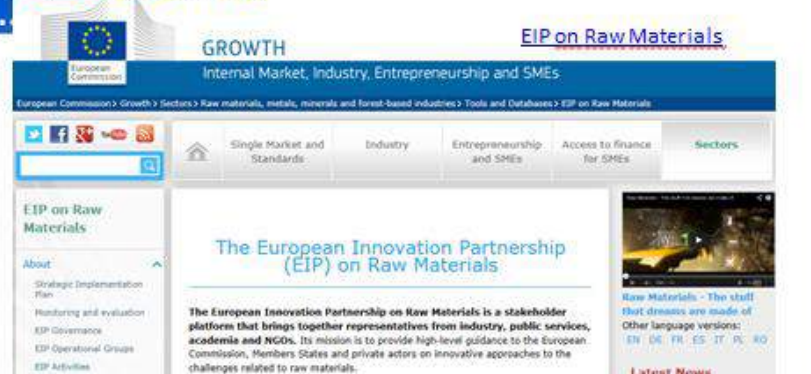 EIP on Raw Materials
European
Commission
GROWTH
Internal Market, Industry, Entrepreneurship and SMEs
European Commission > Growth > Sectors > Raw materials, metals, minerals and forest-based industries > Tools and Databases > EIP on Raw Materials
Single Market and
Standards
Industry
Entrepreneurship
and SMEs
Access to finance
for SMEs
Sectors
EIP on Raw
Materials
About
Strategic Implementation
Plan
Monitoring and evaluation
EIP Governance
EIP Operational Groups
EIP Activities
The European Innovation Partnership
(EIP) on Raw Materials
The European Innovation Partnership on Raw Materials is a stakeholder
platform that brings together representatives from industry, public services,
academia and NGOs. Its mission is to provide high-level guidance to the European
Commission, Members States and private actors on innovative approaches to the
challenges related to raw materials.
Raw Materials - The stuff
that dreams are made of
Other language versions:
EN DE FR ES IT PL RO
Latest News